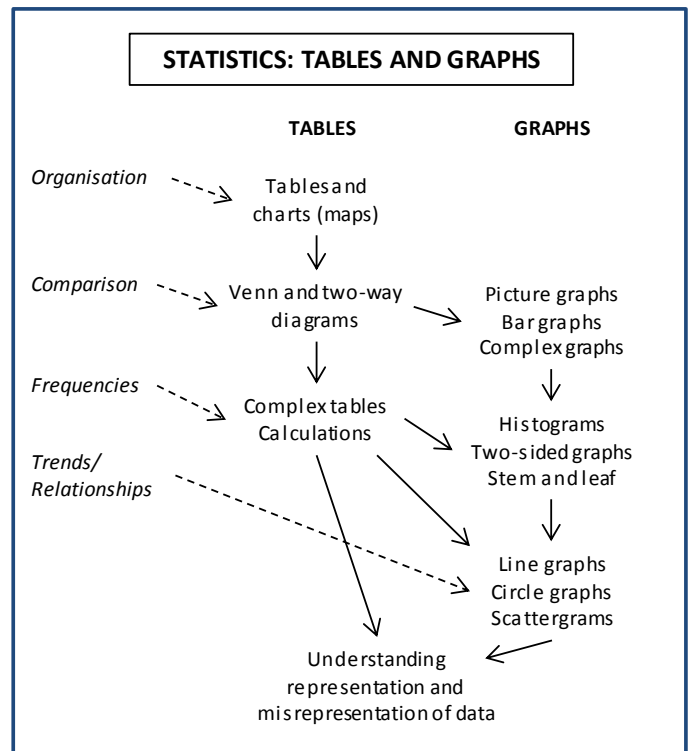 STATISTICS: TABLES AND GRAPHS
TABLES
GRAPHS
Organisation
Tables and
charts (maps)
Comparison
Venn and two-way
diagrams
Picture graphs
Bar graphs
Complex graphs
Frequencies
Complex tables
Calculations
Histograms
Two-sided graphs
Stem and leaf
Trends/
Relationships
Line graphs
Circle graphs
Scattergrams
Understanding
representation and
misrepresentation of data